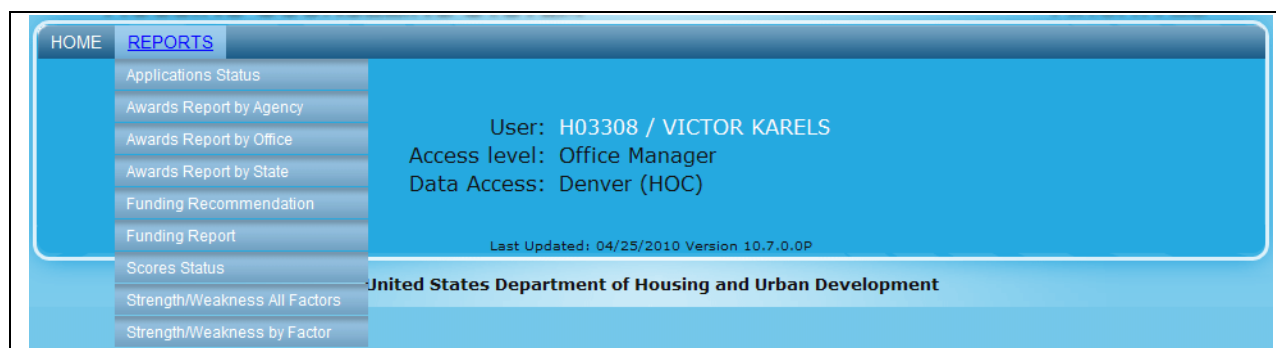 HOME REPORTS
Applications Status
Awards Report by Agency
Awards Report by Office
Awards Report by State
Funding Recommendation
Funding Report
Scores Status
Strength/Weakness All Factors
Strength/Weakness by Factor
User: H03308 / VICTOR KARELS
Access level: Office Manager
Data Access: Denver (HOC)
Last Updated: 04/25/2010 Version 10.7.0.0P
United States Department of Housing and Urban Development